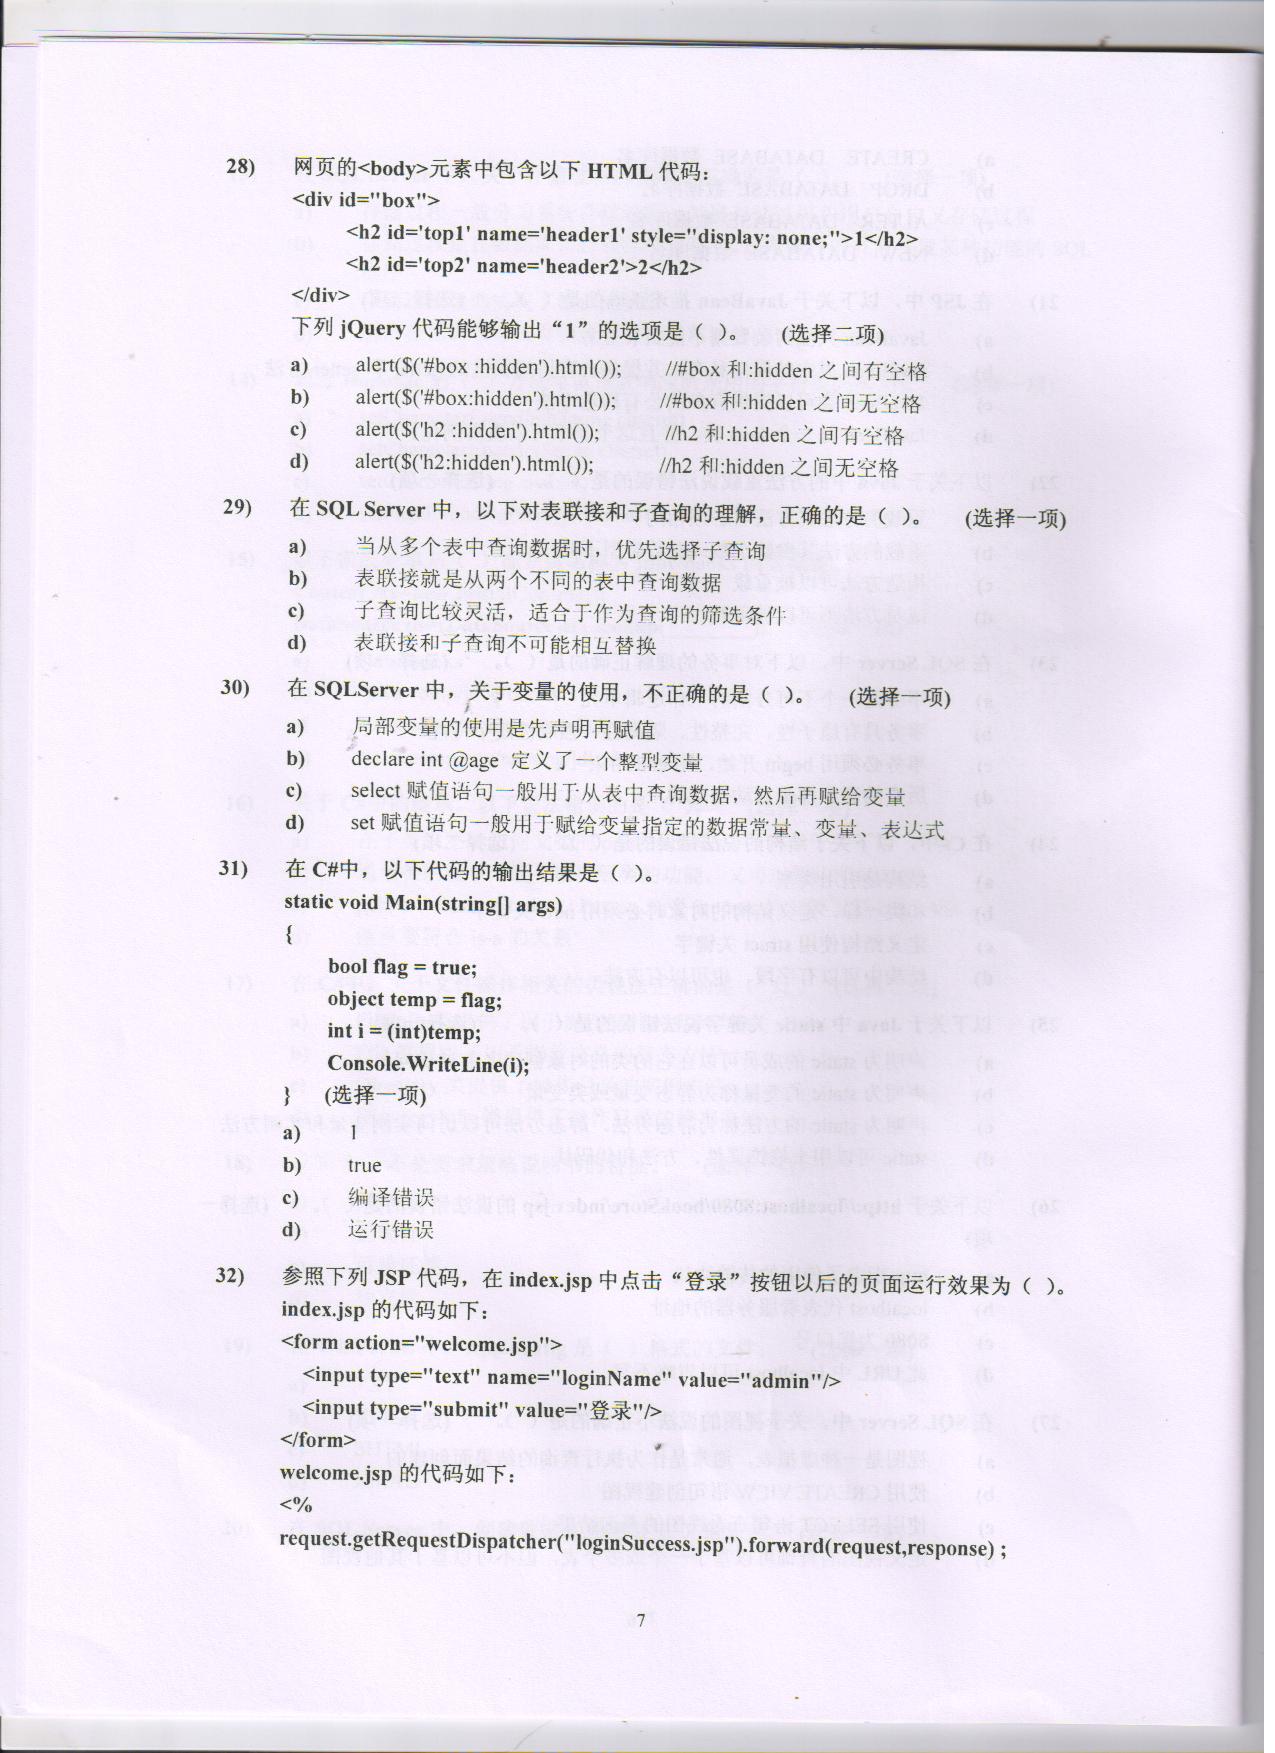 28) 网页的<body>元素中包含以下 HTML 代码：
<div id="box">
<h2 id='top1' name='header1' style="display: none;">1</h2>
<h2 id='top2' name='header2'>2</h2>
</div>
下列 jQuery 代码能够输出“1”的选项是（ ）。 (选择二项)
a) alert($('#box :hidden').html()); //#box 和:hidden 之间有空格
b) alert($('#box:hidden').html()); //#box 和:hidden 之间无空格
c) alert($('h2 :hidden').html()); //h2 和:hidden 之间有空格
d) alert($('h2:hidden').html()); //h2 和:hidden 之间无空格
29) 在 SQL Server 中，以下对表联接和子查询的理解，正确的是（ ）。 (选择一项)
a) 当从多个表中查询数据时，优先选择子查询
b) 表联接就是从两个不同的表中查询数据
c) 子查询比较灵活，适合于作为查询的筛选条件
d) 表联接和子查询不可能相互替换
30) 在 SQLServer 中，关于变量的使用，不正确的是（ ）。 (选择一项)
a) 局部变量的使用是先声明再赋值
b) declare int @age 定义了一个整型变量
c) select 赋值语句一般用于从表中查询数据，然后再赋给变量
d) set 赋值语句一般用于赋给变量指定的数据常量、变量、表达式
31) 在 C#中，以下代码的输出结果是（ ）。
static void Main(string[] args)
{
bool flag = true;
object temp = flag;
int i = (int)temp;
Console.WriteLine(i);
} (选择一项)
a) 1
b) true
c) 编译错误
d) 运行错误
32) 参照下列 JSP 代码，在 index.jsp 中点击“登录”按钮以后的页面运行效果为（ ）。
index.jsp 的代码如下：
<form action="welcome.jsp">
<input type="text" name="loginName" value="admin"/>
<input type="submit" value="登录"/>
</form>
welcome.jsp 的代码如下：
<%
request.getRequestDispatcher("loginSuccess.jsp").forward(request,response) ;
7